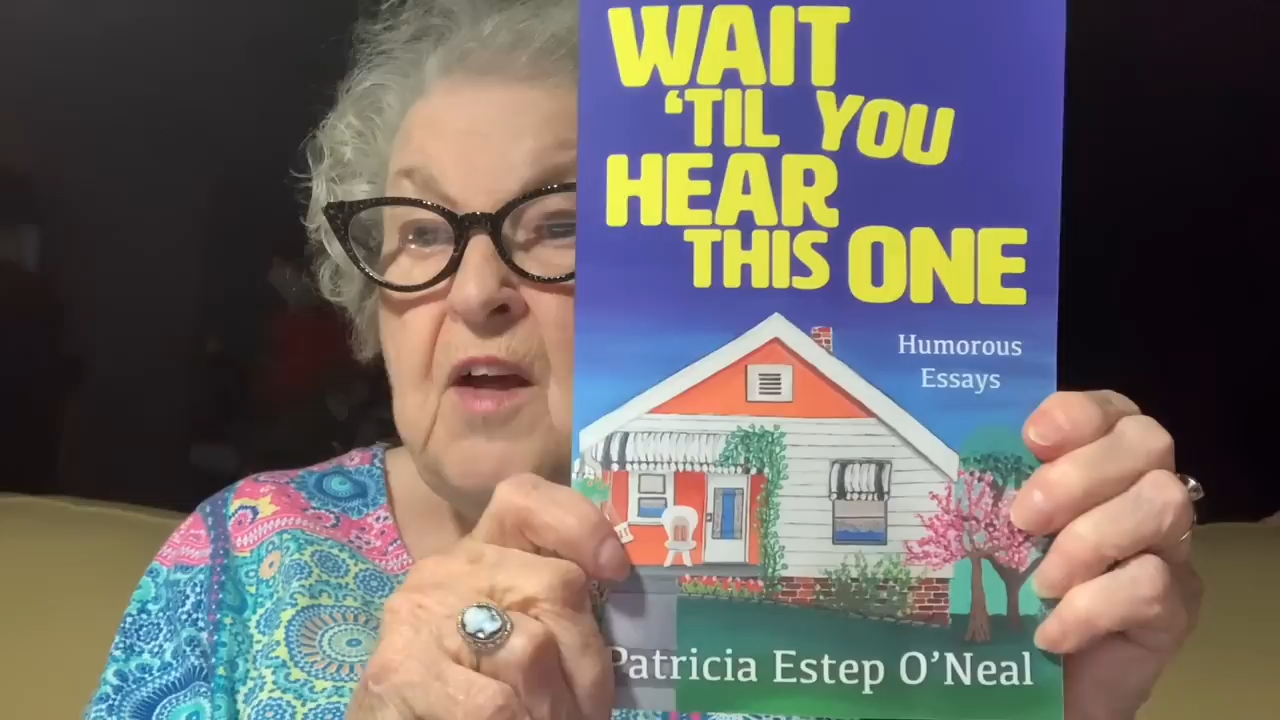 WAIT
‘TIL YOU
HEAR
THIS ONE
Humorous
Essays
Patricia Estep O’Neal